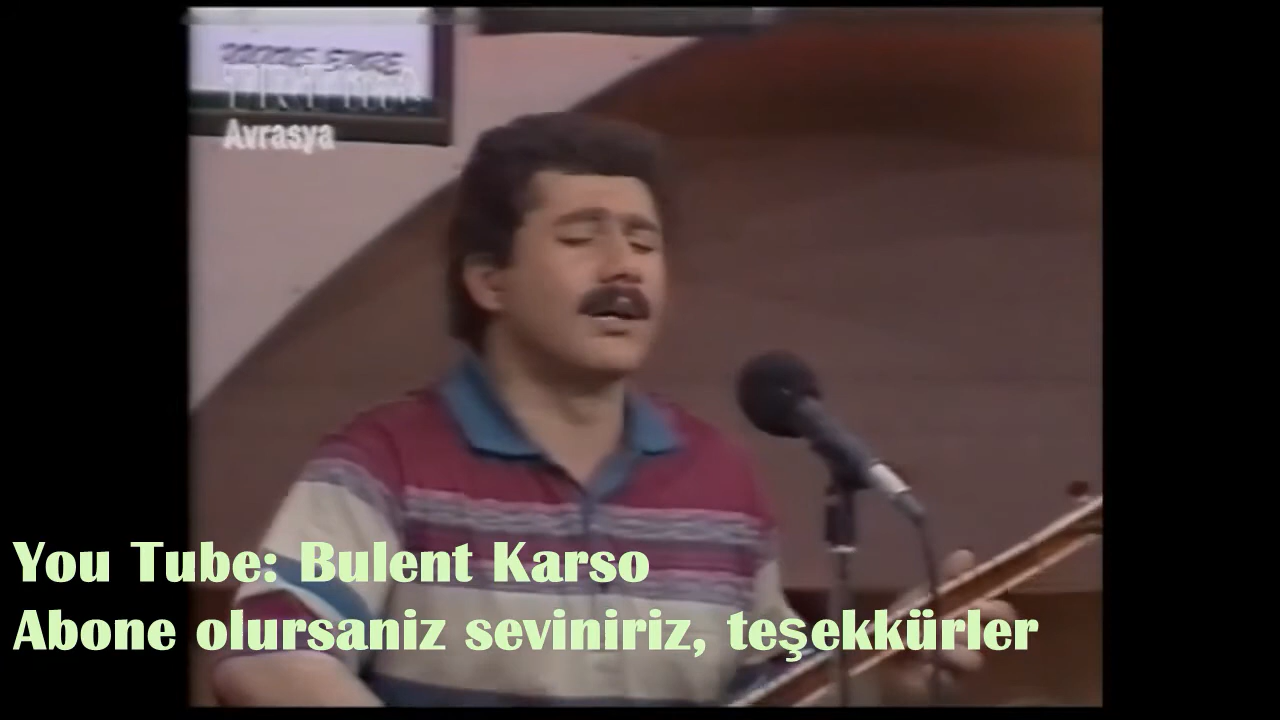 Avrasya
You Tube: Bulent Karso
Abone olursaniz seviniriz, teşekkürler